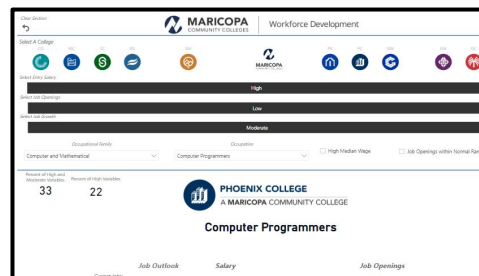 Clear Section
MARICOPA
COMMUNITY COLLEGES
Workforce Development
Select A College
MARICOPA
Select Entry Salary
High
Select Job Openings
Low
Select Job Growth
Moderate
Occupational Family
Occupation
Computer and Mathematical
Computer Programmers
High Median Wage
Job Openings within Normal Ran
Percent of High and
Moderate Variables
Percent of High Variables
33
22
PHOENIX COLLEGE
A MARICOPA COMMUNITY COLLEGE
Computer Programmers
Job Outlook
Salary
Job Openings
Current Jobs